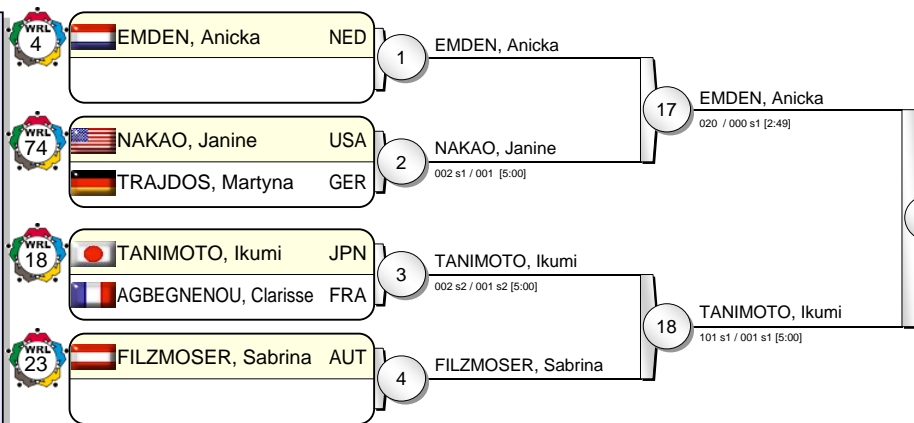 WRL
4
EMDEN, Anicka NED
1
EMDEN, Anicka
17
EMDEN, Anicka
020 / 000 s1 [2:49]
WRL
74
NAKAO, Janine USA
TRAJDOS, Martyna GER
2
NAKAO, Janine
002 s1 / 001 [5:00]
WRL
18
TANIMOTO, Ikumi JPN
AGBEGNENOU, Clarisse FRA
3
TANIMOTO, Ikumi
002 s2 / 001 s2 [5:00]
18
TANIMOTO, Ikumi
101 s1 / 001 s1 [5:00]
WRL
23
FILZMOSER, Sabrina AUT
4
FILZMOSER, Sabrina